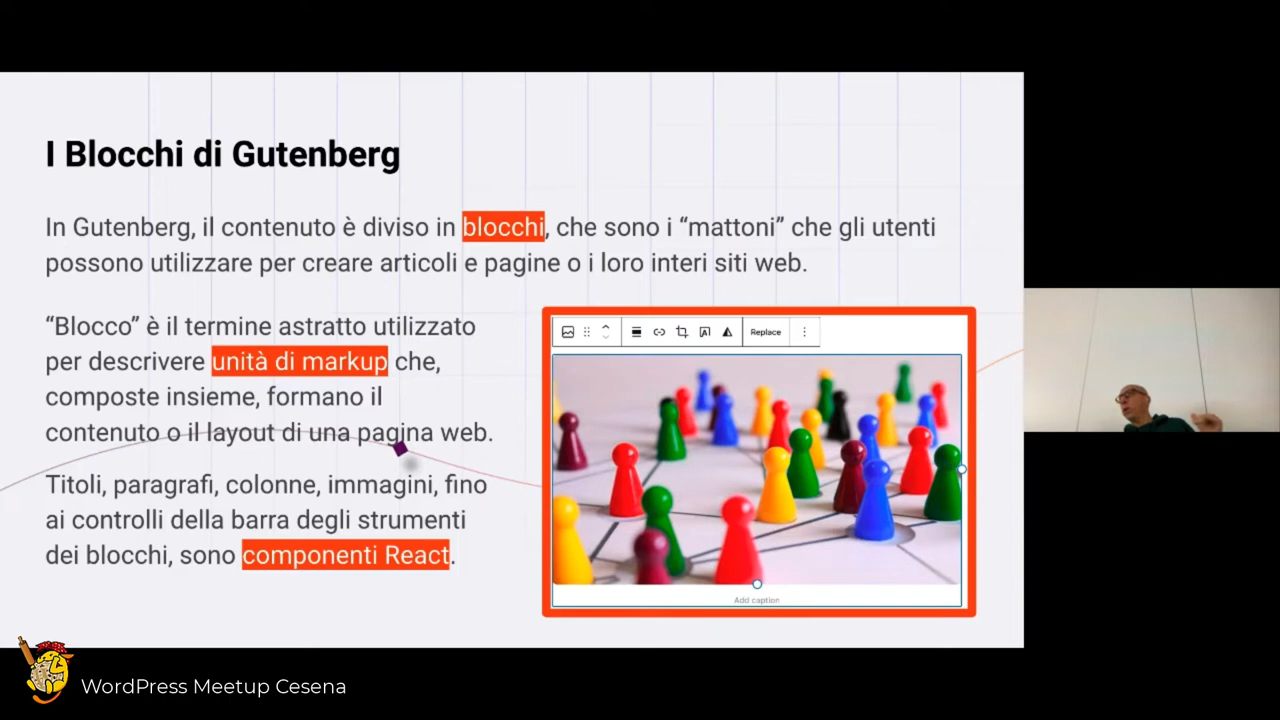 I Blocchi di Gutenberg
In Gutenberg, il contenuto è diviso in blocchi, che sono i “mattoni” che gli utenti
possono utilizzare per creare articoli e pagine o i loro interi siti web.
“Blocco” è il termine astratto utilizzato
per descrivere unità di markup che,
composte insieme, formano il
contenuto o il layout di una pagina web.
Titoli, paragrafi, colonne, immagini, fino
ai controlli della barra degli strumenti
dei blocchi, sono componenti React.
Replace
Add caption
WordPress Meetup Cesena